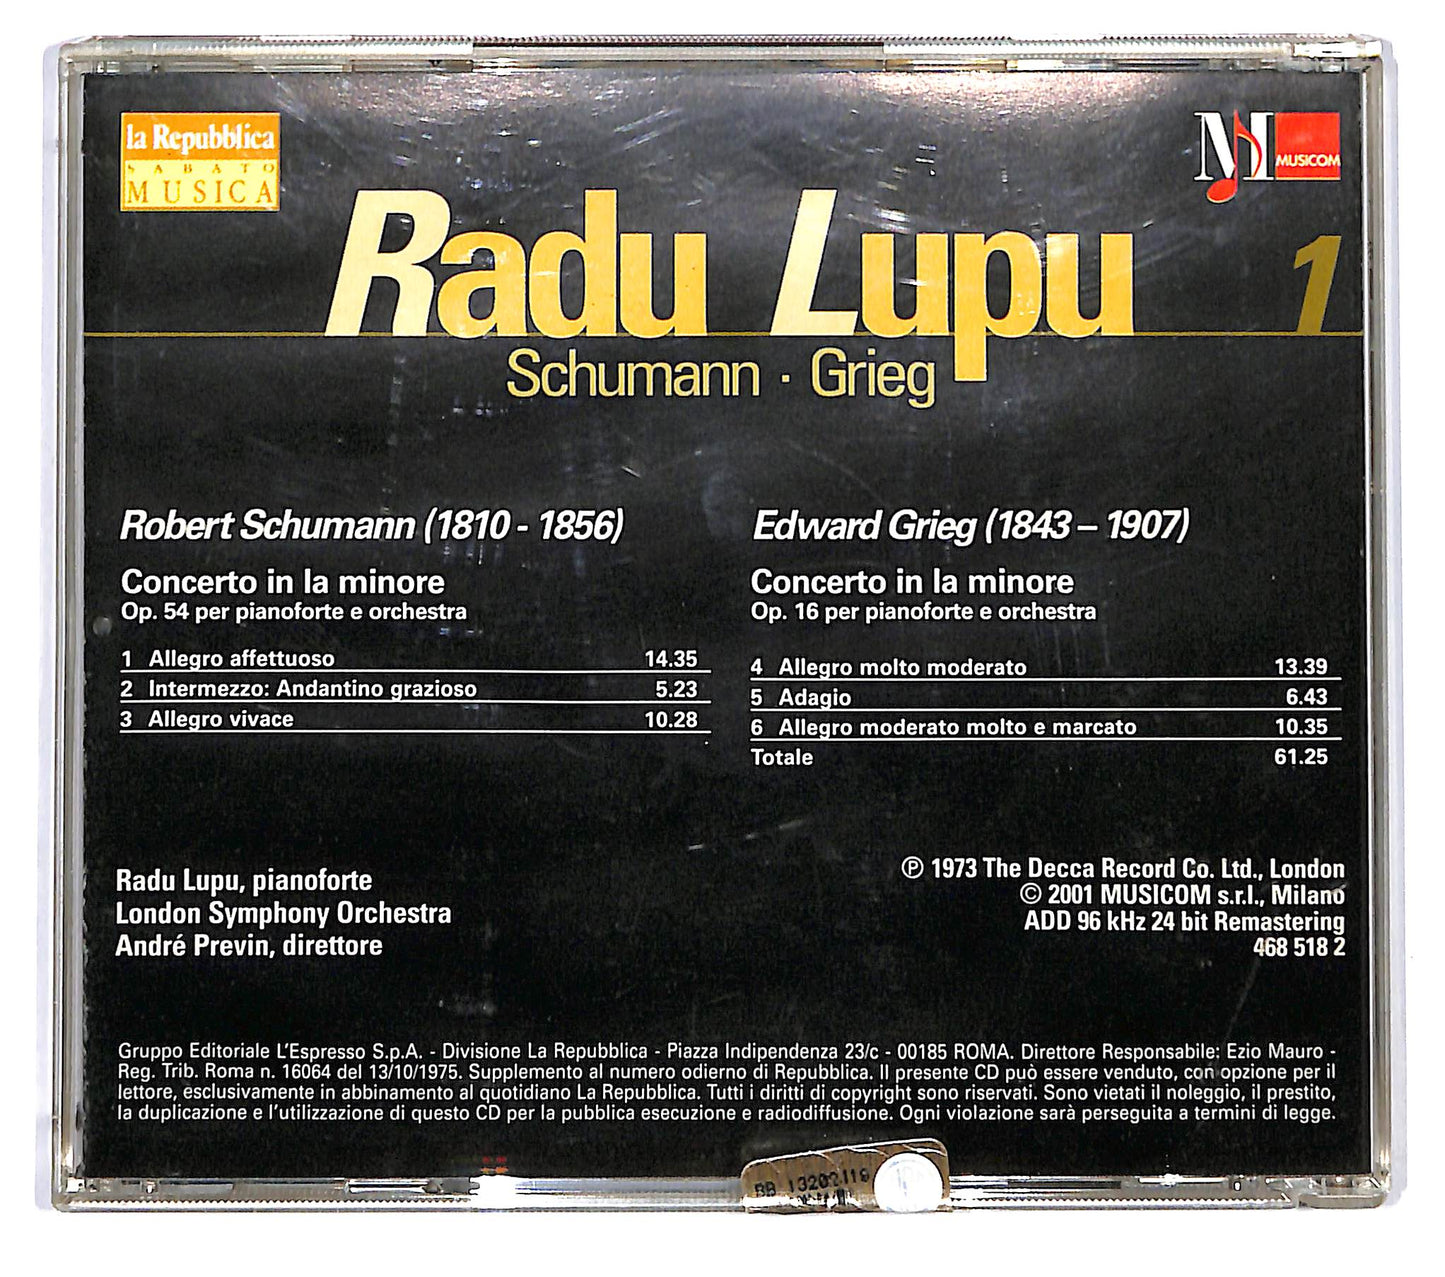 la Repubblica
SABATO
MUSICA
MUSICOM
Radu Lupu 1
Schumann · Grieg
Robert Schumann (1810 - 1856)
Concerto in la minore
Op. 54 per pianoforte e orchestra
1 Allegro affettuoso 14.35
2 Intermezzo: Andantino grazioso 5.23
3 Allegro vivace 10.28
Edward Grieg (1843 – 1907)
Concerto in la minore
Op. 16 per pianoforte e orchestra
4 Allegro molto moderato 13.39
5 Adagio 6.43
6 Allegro moderato molto e marcato 10.35
Totale 61.25
Radu Lupu, pianoforte
London Symphony Orchestra
André Previn, direttore
℗ 1973 The Decca Record Co. Ltd., London
© 2001 MUSICOM s.r.l., Milano
ADD 96 kHz 24 bit Remastering
468 518 2
Gruppo Editoriale L'Espresso S.p.A. - Divisione La Repubblica - Piazza Indipendenza 23/c - 00185 ROMA. Direttore Responsabile: Ezio Mauro -
Reg. Trib. Roma n. 16064 del 13/10/1975. Supplemento al numero odierno di Repubblica. Il presente CD può essere venduto, con opzione per il
lettore, esclusivamente in abbinamento al quotidiano La Repubblica. Tutti i diritti di copyright sono riservati. Sono vietati il noleggio, il prestito,
la duplicazione e l'utilizzazione di questo CD per la pubblica esecuzione e radiodiffusione. Ogni violazione sarà perseguita a termini di legge.